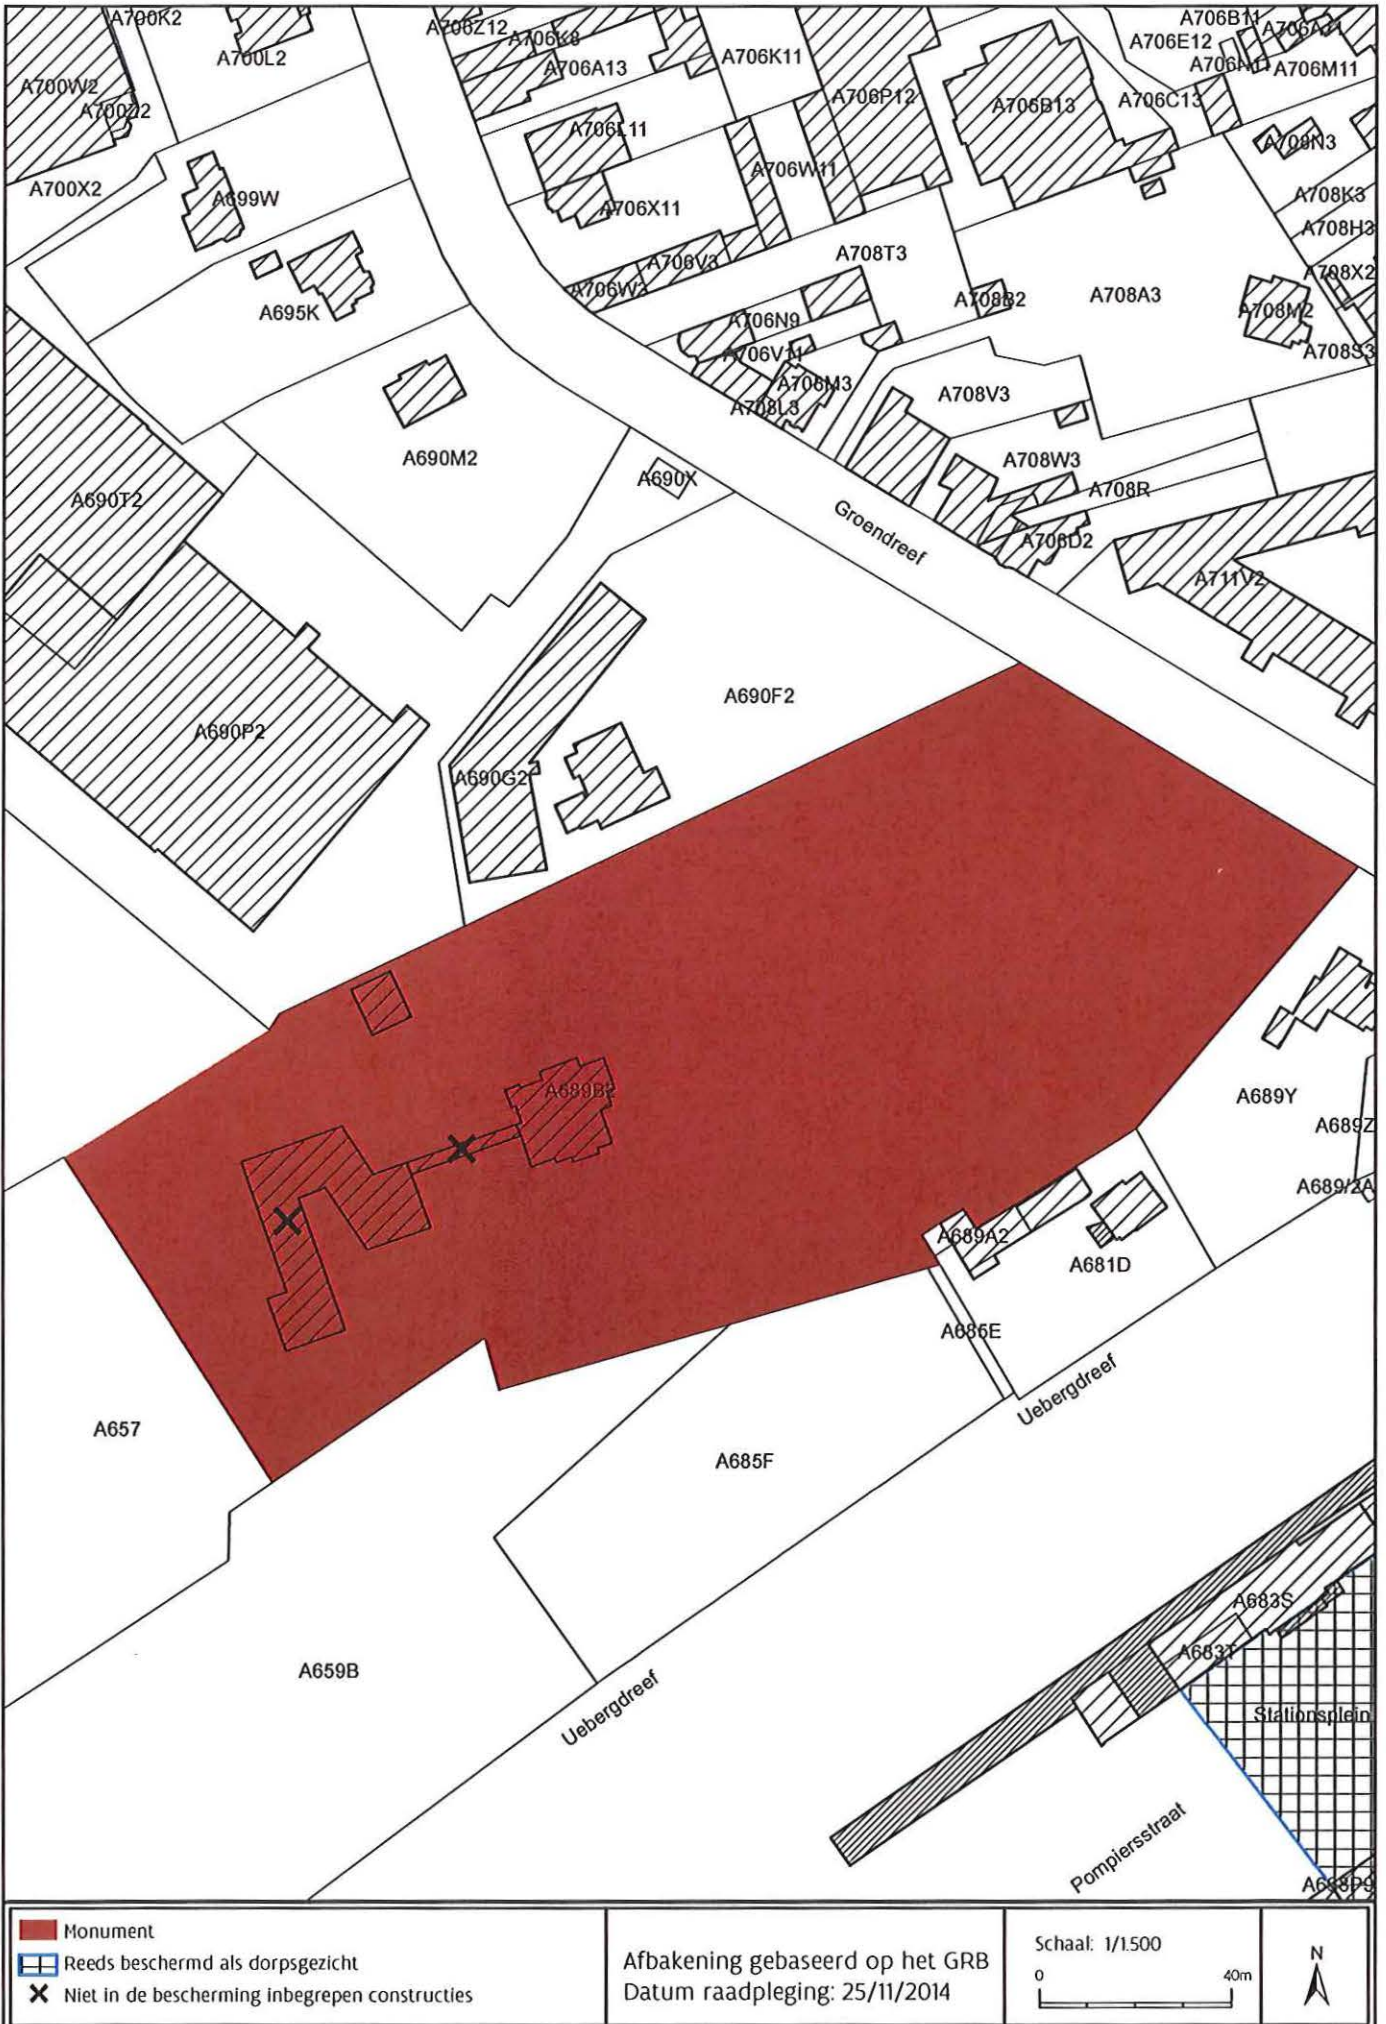 A700K2
A700L2
A700W2
A700Z2
A700X2
A699W
A695K
A706Z12
A706K8
A706A13
A706L11
A706X11
A706K11
A706W11
A706P12
A706B13
A706E12
A706B11
A706N11
A706M11
A706C13
A708N3
A708K3
A708H3
A708X2
A708M2
A708S3
A706V3
A706W3
A708T3
A708B2
A708A3
A706N9
A706V11
A708M3
A708L3
A708V3
A708W3
A708R
A708D2
A711V2
A690M2
A690X
A690T2
Groendreef
A690P2
A690F2
A690G2
A689B2
A689Y
A689Z
A689/2A
A689A2
A681D
A685E
Uebergdreef
A657
A685F
A659B
Uebergdreef
A683S
A683T
Stationsplein
Pompiersstraat
Monument
Reeds beschermd als dorpsgezicht
Niet in de bescherming inbegrepen constructies
Afbakening gebaseerd op het GRB
Datum raadpleging: 25/11/2014
Schaal: 1/1.500
0 40m
N